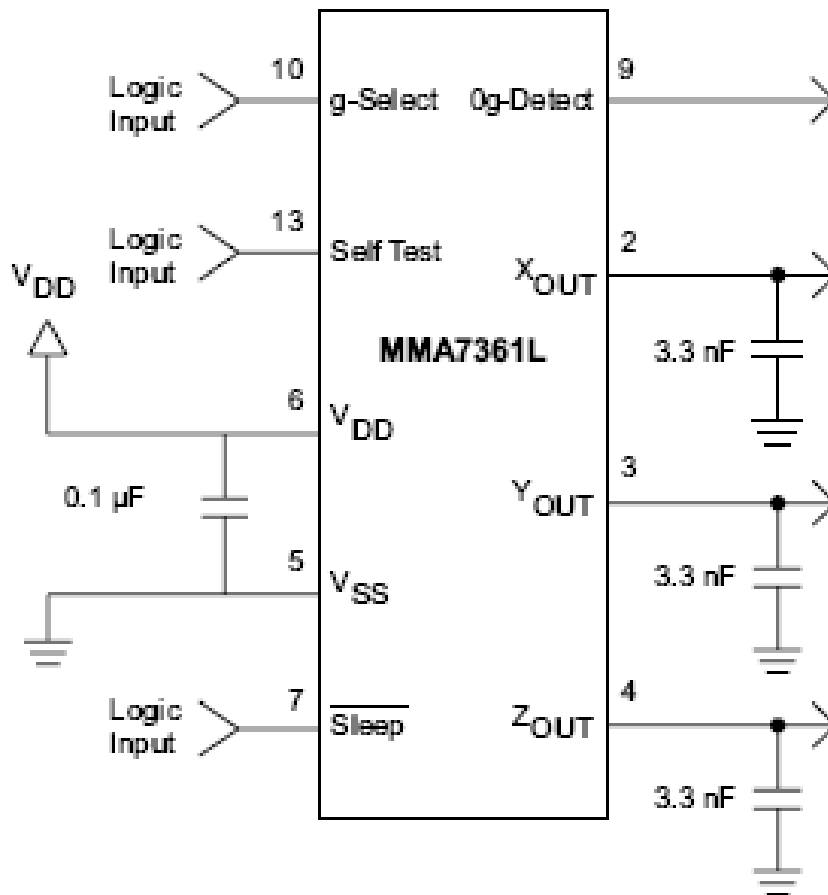 10
9
Logic
Input
g-Select
0g-Detect
13
2
Logic
Input
Self Test
XOUT
VDD
MMA7361L
3.3 nF
6
VDD
3
0.1 µF
YOUT
5
VSS
3.3 nF
7
4
Logic
Input
Sleep
ZOUT
3.3 nF